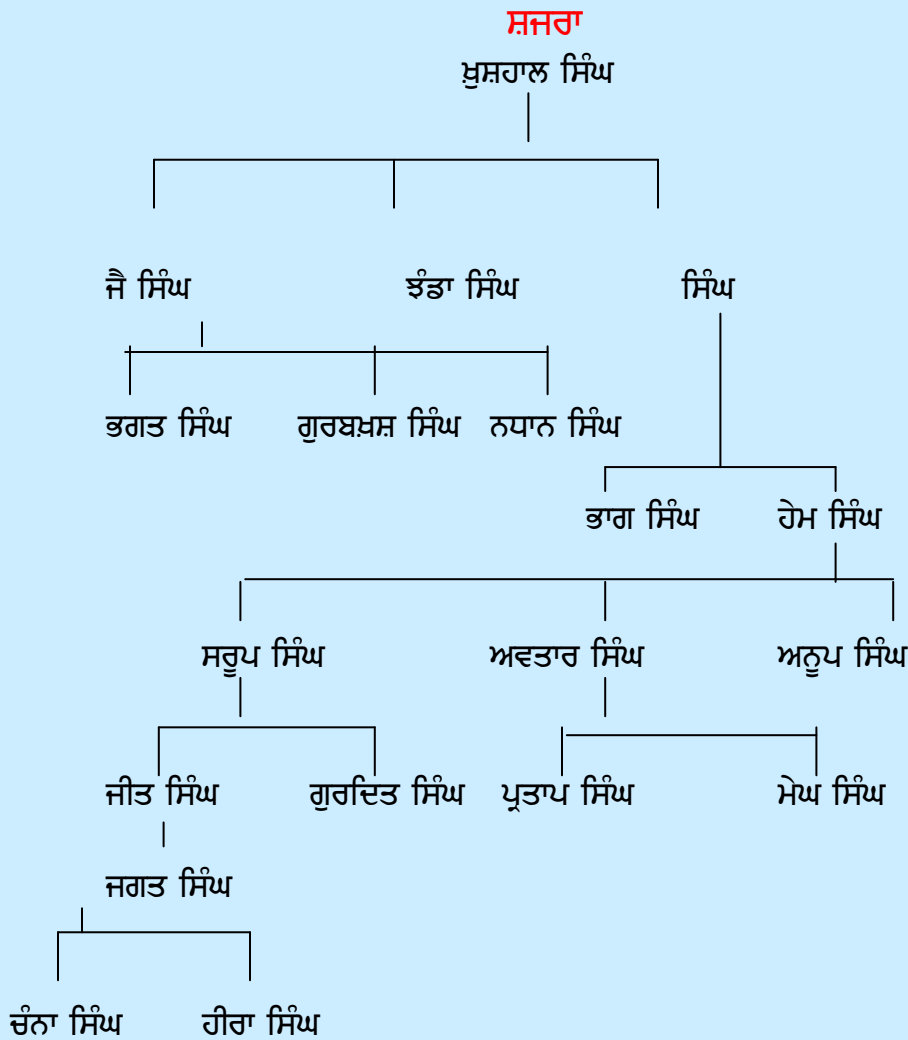 ਸ਼ਜਰਾ
ਖ਼ੁਸ਼ਹਾਲ ਸਿੰਘ
ਜੈ ਸਿੰਘ ਝੰਡਾ ਸਿੰਘ ਸਿੰਘ
ਭਗਤ ਸਿੰਘ ਗੁਰਬਖ਼ਸ਼ ਸਿੰਘ ਨਧਾਨ ਸਿੰਘ
ਭਾਗ ਸਿੰਘ ਹੇਮ ਸਿੰਘ
ਸਰੂਪ ਸਿੰਘ ਅਵਤਾਰ ਸਿੰਘ ਅਨੂਪ ਸਿੰਘ
ਜੀਤ ਸਿੰਘ ਗੁਰਦਿਤ ਸਿੰਘ ਪ੍ਰਤਾਪ ਸਿੰਘ ਮੇਘ ਸਿੰਘ
ਜਗਤ ਸਿੰਘ
ਚੰਨਾ ਸਿੰਘ ਹੀਰਾ ਸਿੰਘ